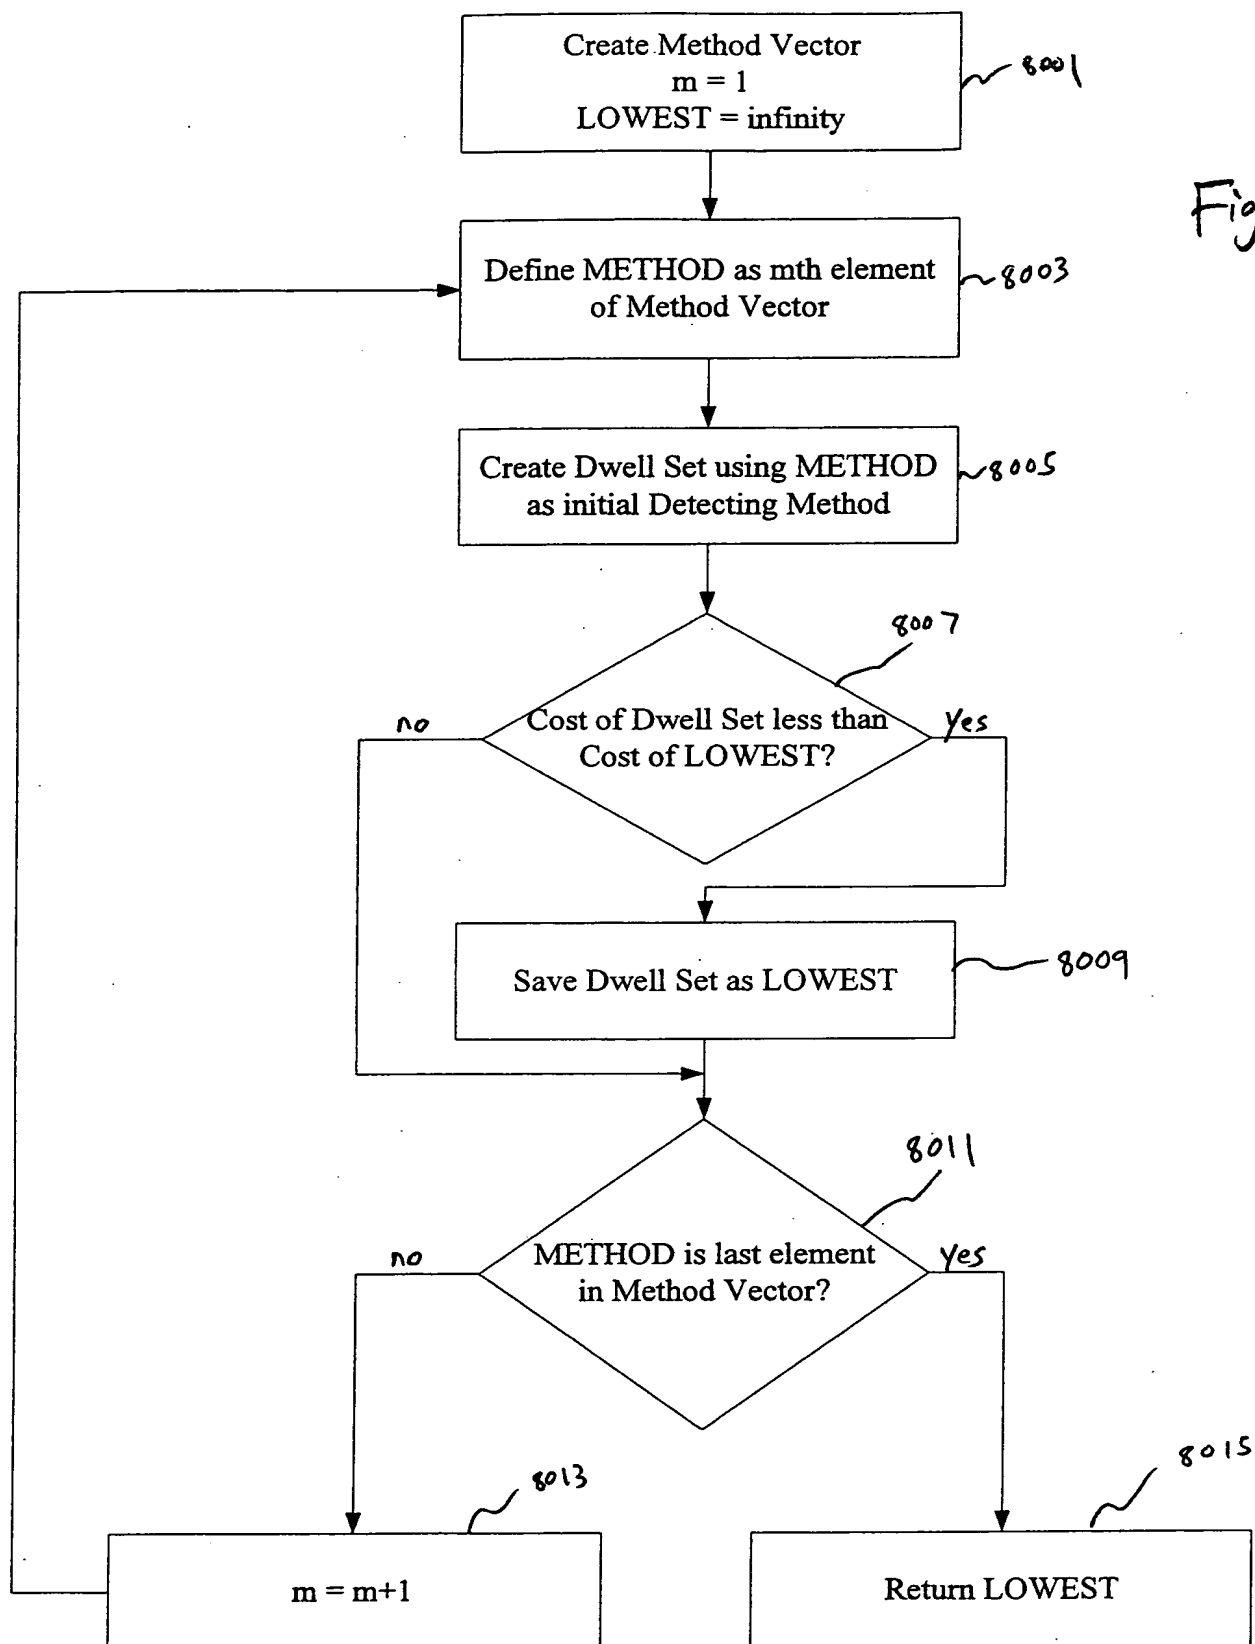 Create Method Vector
m = 1
LOWEST = infinity
8001
Fig
Define METHOD as mth element
of Method Vector
8003
Create Dwell Set using METHOD
as initial Detecting Method
8005
8007
no
Cost of Dwell Set less than
Cost of LOWEST?
yes
Save Dwell Set as LOWEST
8009
8011
no
METHOD is last element
in Method Vector?
yes
8013
8015
m = m+1
Return LOWEST